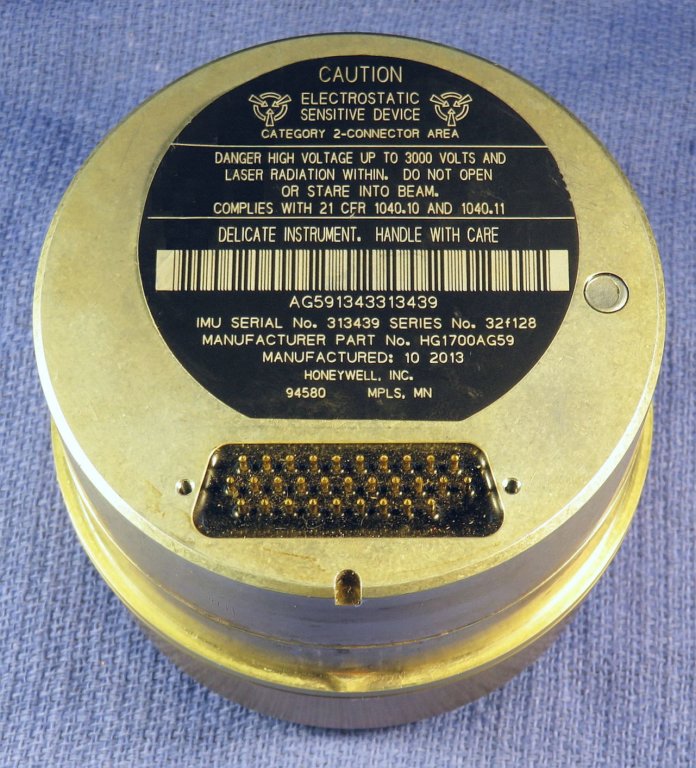 CAUTION
ELECTROSTATIC
SENSITIVE DEVICE
CATEGORY 2-CONNECTOR AREA
DANGER HIGH VOLTAGE UP TO 3000 VOLTS AND
LASER RADIATION WITHIN. DO NOT OPEN
OR STARE INTO BEAM.
COMPLIES WITH 21 CFR 1040.10 AND 1040.11
DELICATE INSTRUMENT. HANDLE WITH CARE
AG591343313439
IMU SERIAL No. 313439 SERIES No. 32f128
MANUFACTURER PART No. HG1700AG59
MANUFACTURED: 10 2013
HONEYWELL, INC.
94580 MPLS, MN